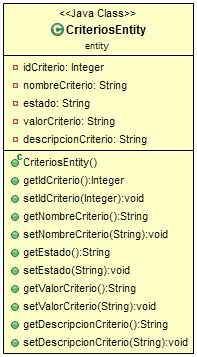 <<Java Class>>
CriteriosEntity
entity
idCriterio: Integer
nombreCriterio: String
estado: String
valorCriterio: String
descripcionCriterio: String
CriteriosEntity()
getIdCriterio():Integer
setIdCriterio(Integer):void
getNombreCriterio():String
setNombreCriterio(String):void
getEstado():String
setEstado(String):void
getValorCriterio():String
setValorCriterio(String):void
getDescripcionCriterio():String
setDescripcionCriterio(String):void